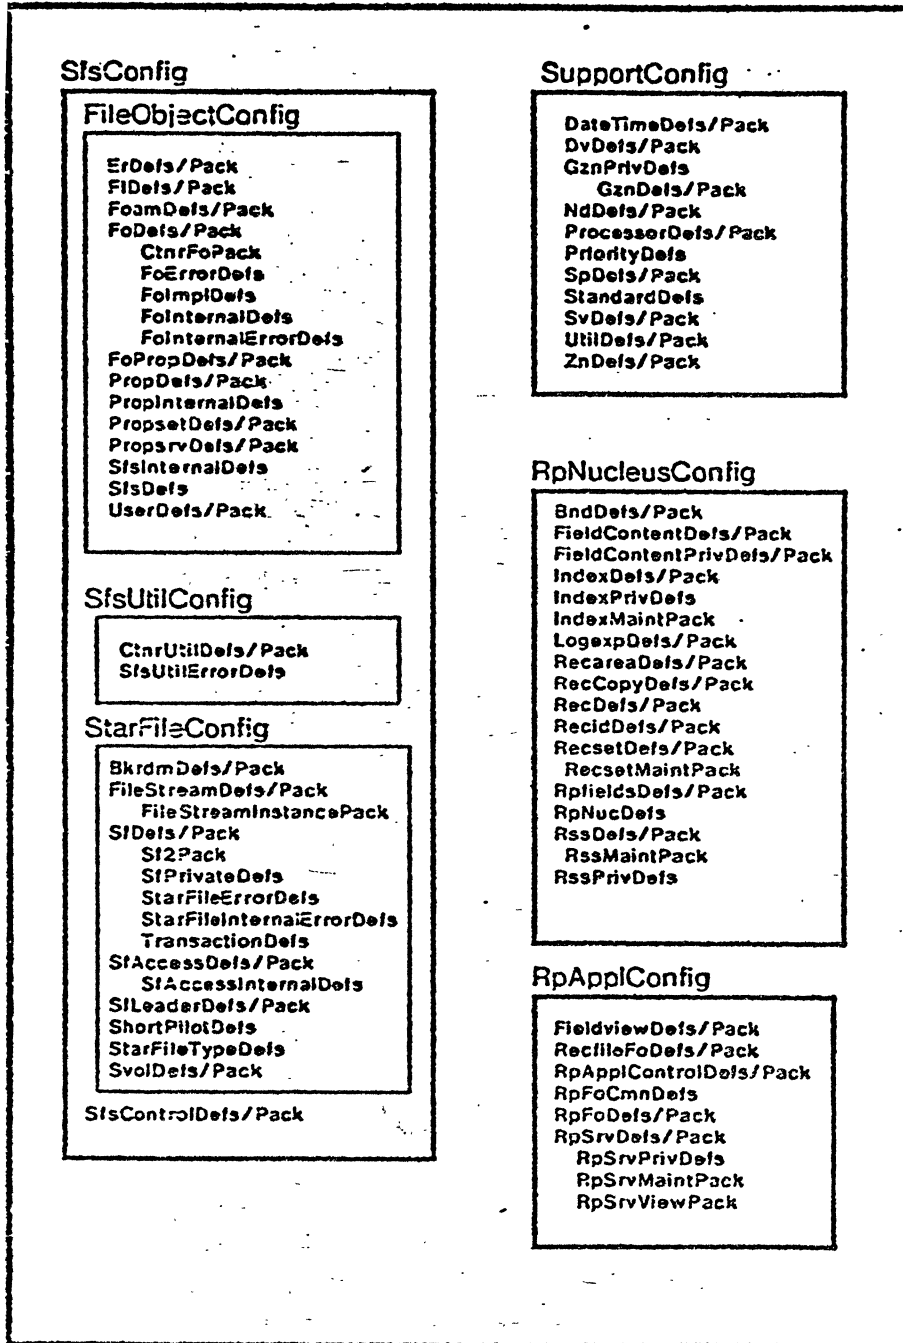 SfsConfig
FileObjectConfig
ErDefs/Pack
FlDefs/Pack
FoamDefs/Pack
FoDefs/Pack
CtnrFoPack
FoErrorDefs
FoImplDefs
FoInternalDefs
FoInternalErrorDefs
FoPropDefs/Pack
PropDefs/Pack
PropInternalDefs
PropsetDefs/Pack
PropsrvDefs/Pack
SfsInternalDefs
SfsDefs
UserDefs/Pack
SfsUtilConfig
CtnrUtilDefs/Pack
SfsUtilErrorDefs
StarFileConfig
BkrdmDefs/Pack
FileStreamDefs/Pack
FileStreamInstancePack
SfDefs/Pack
Sf2Pack
SfPrivateDefs
StarFileErrorDefs
StarFileInternalErrorDefs
TransactionDefs
SfAccessDefs/Pack
SfAccessInternalDefs
SfLeaderDefs/Pack
ShortPilotDefs
StarFileTypeDefs
SvolDefs/Pack
SfsControlDefs/Pack
SupportConfig
DateTimeDefs/Pack
DvDefs/Pack
GznPrivDefs
GznDefs/Pack
NdDefs/Pack
ProcessorDefs/Pack
PriorityDefs
SpDefs/Pack
StandardDefs
SvDefs/Pack
UtilDefs/Pack
ZnDefs/Pack
RpNucleusConfig
BndDefs/Pack
FieldContentDefs/Pack
FieldContentPrivDefs/Pack
IndexDefs/Pack
IndexPrivDefs
IndexMaintPack
LogexpDefs/Pack
RecareaDefs/Pack
RecCopyDefs/Pack
RecDefs/Pack
RecidDefs/Pack
RecsetDefs/Pack
RecsetMaintPack
RpfieldsDefs/Pack
RpNucDefs
RssDefs/Pack
RssMaintPack
RssPrivDefs
RpApplConfig
FieldviewDefs/Pack
RecfileFoDefs/Pack
RpApplControlDefs/Pack
RpFoCmnDefs
RpFoDefs/Pack
RpSrvDefs/Pack
RpSrvPrivDefs
RpSrvMaintPack
RpSrvViewPack